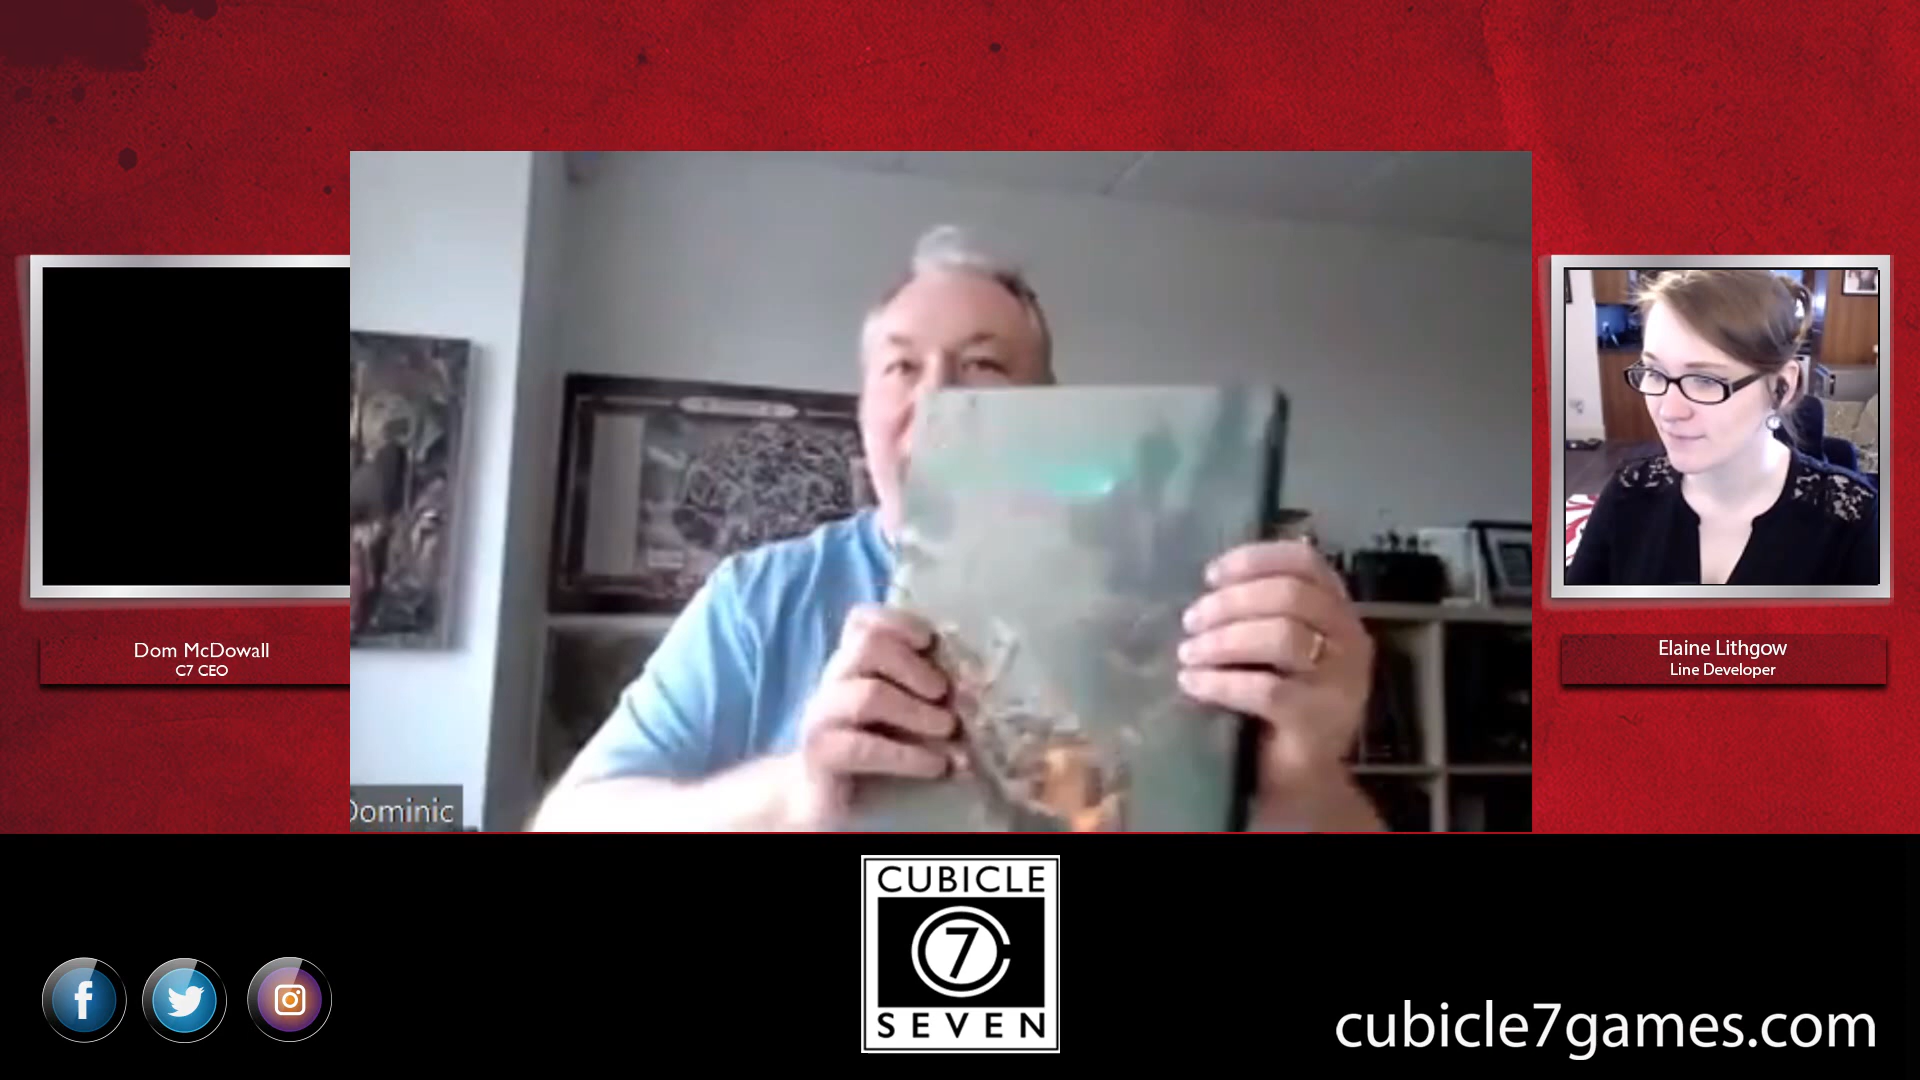 Dom McDowall
C7 CEO
Dominic
Elaine Lithgow
Line Developer
CUBICLE
7
SEVEN
f
cubicle7games.com